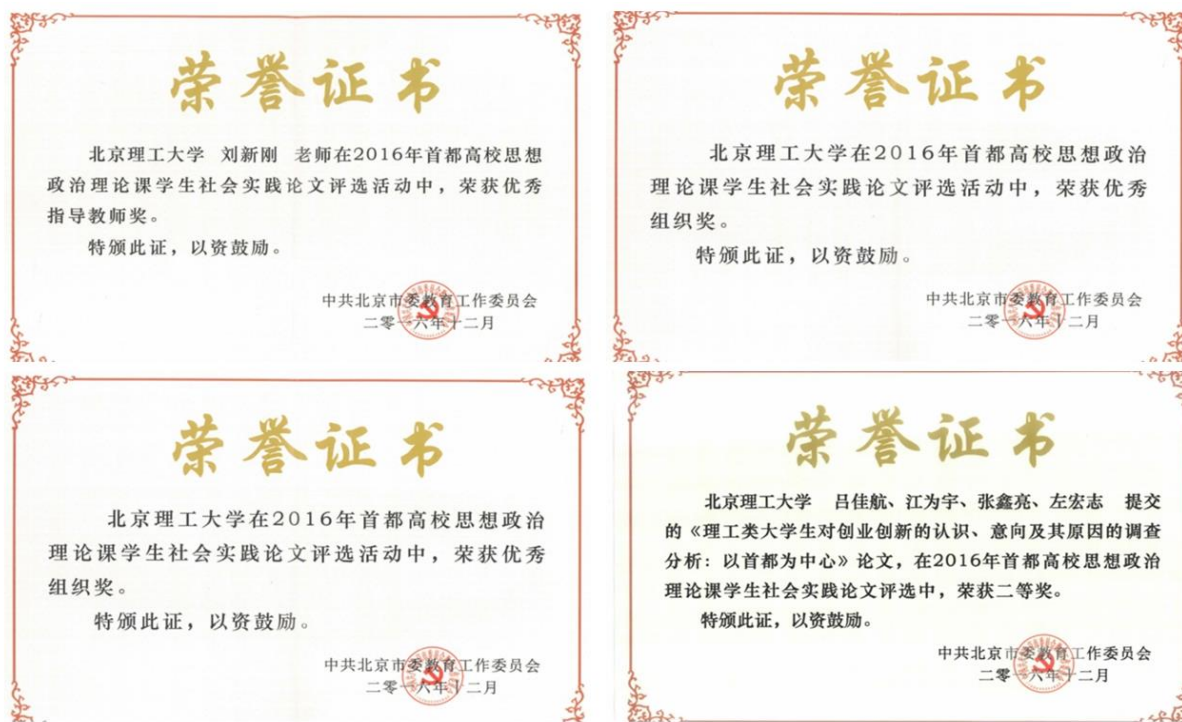 荣誉证书
北京理工大学 刘新刚 老师在2016年首都高校思想
政治理论课学生社会实践论文评选活动中，荣获优秀
指导教师奖。
特颁此证，以资鼓励。
中共北京市委教育工作委员会
二零一六年十二月
荣誉证书
北京理工大学在2016年首都高校思想政治
理论课学生社会实践论文评选活动中，荣获优秀
组织奖。
特颁此证，以资鼓励。
中共北京市委教育工作委员会
二零一六年十二月
荣誉证书
北京理工大学在2016年首都高校思想政治
理论课学生社会实践论文评选活动中，荣获优秀
组织奖。
特颁此证，以资鼓励。
中共北京市委教育工作委员会
二零一六年十二月
荣誉证书
北京理工大学 吕佳航、江为宇、张鑫亮、左宏志 提交
的《理工类大学生对创业创新的认识、意向及其原因的调查
分析：以首都为中心》论文，在2016年首都高校思想政治
理论课学生社会实践论文评选中，荣获二等奖。
特颁此证，以资鼓励。
中共北京市委教育工作委员会
二零一六年十二月